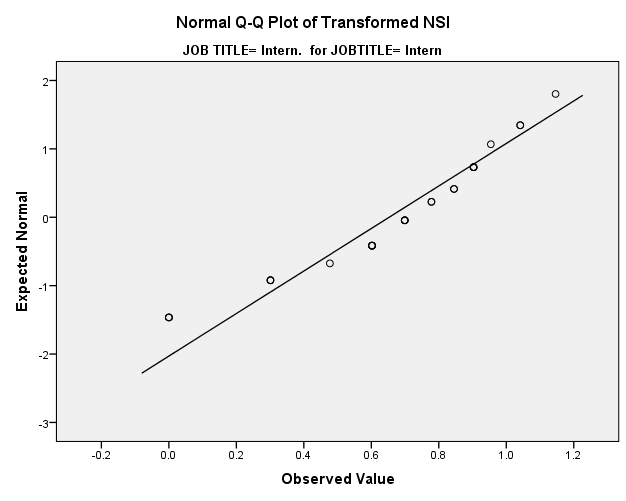 Normal Q-Q Plot of Transformed NSI
JOB TITLE= Intern.  for JOBTITLE= Intern
2
1
0
-1
-2
-3
Expected Normal
-0.2 0.0 0.2 0.4 0.6 0.8 1.0 1.2
Observed Value